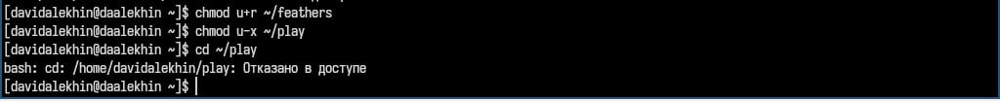 [davidalekhin@daalekhin ~]$ chmod u+r ~/feathers
[davidalekhin@daalekhin ~]$ chmod u-x ~/play
[davidalekhin@daalekhin ~]$ cd ~/play
bash: cd: /home/davidalekhin/play: Отказано в доступе
[davidalekhin@daalekhin ~]$